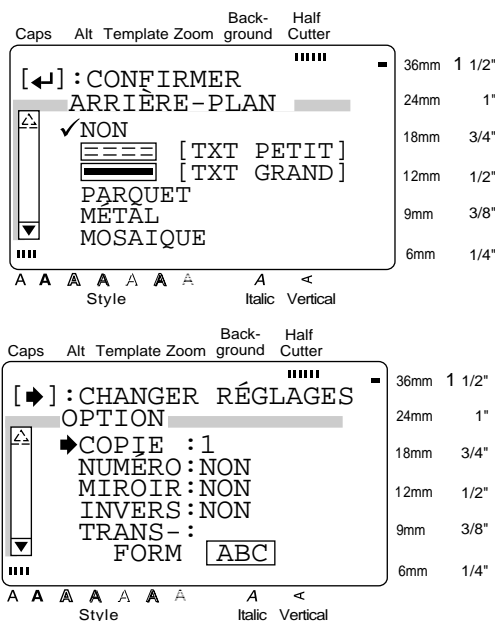 Back- Half
Caps Alt Template Zoom ground Cutter
[↵]:CONFIRMER
ARRIÈRE-PLAN
✓NON
[TXT PETIT]
[TXT GRAND]
PARQUET
MÉTAL
MOSAIQUE
36mm 1 1/2"
24mm 1"
18mm 3/4"
12mm 1/2"
9mm 3/8"
6mm 1/4"
A A A A A A A A A
Style Italic Vertical
Back- Half
Caps Alt Template Zoom ground Cutter
[➡]:CHANGER RÉGLAGES
OPTION
➡COPIE :1
NUMÉRO:NON
MIROIR:NON
INVERS:NON
TRANS-:
FORM ABC
36mm 1 1/2"
24mm 1"
18mm 3/4"
12mm 1/2"
9mm 3/8"
6mm 1/4"
A A A A A A A A A
Style Italic Vertical